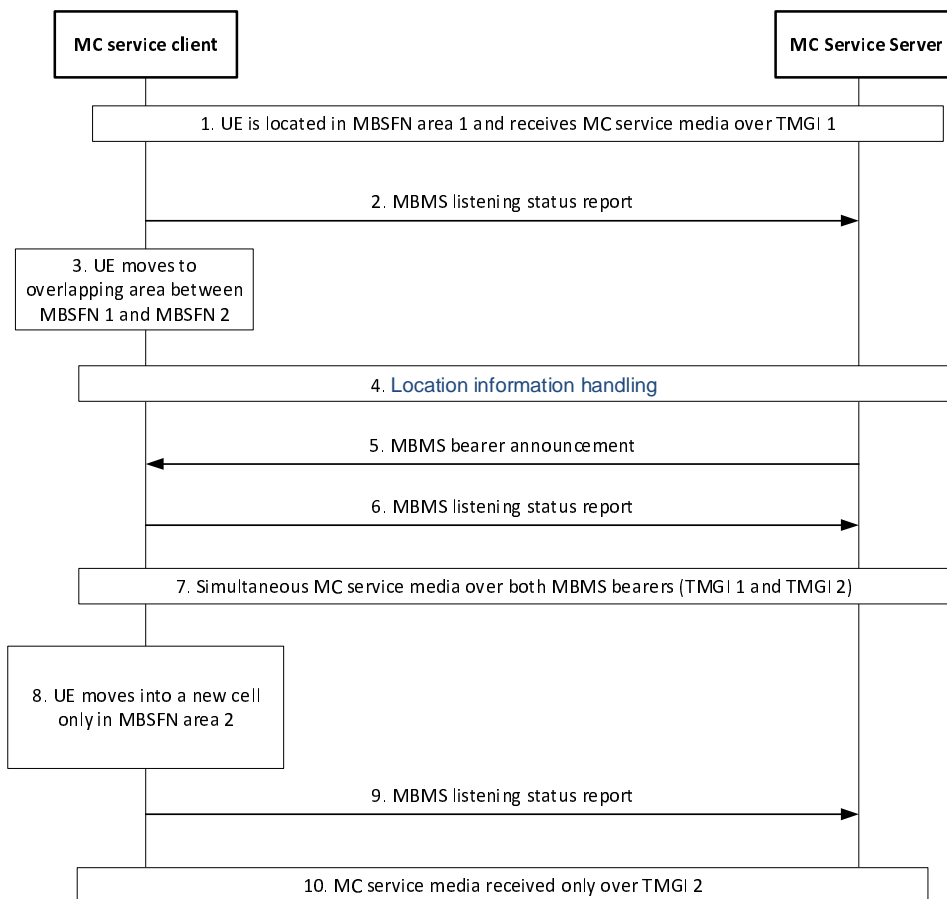 MC service client
MC Service Server
1. UE is located in MBSFN area 1 and receives MC service media over TMGI 1
2. MBMS listening status report
3. UE moves to
overlapping area between
MBSFN 1 and MBSFN 2
4. Location information handling
5. MBMS bearer announcement
6. MBMS listening status report
7. Simultaneous MC service media over both MBMS bearers (TMGI 1 and TMGI 2)
8. UE moves into a new cell
only in MBSFN area 2
9. MBMS listening status report
10. MC service media received only over TMGI 2